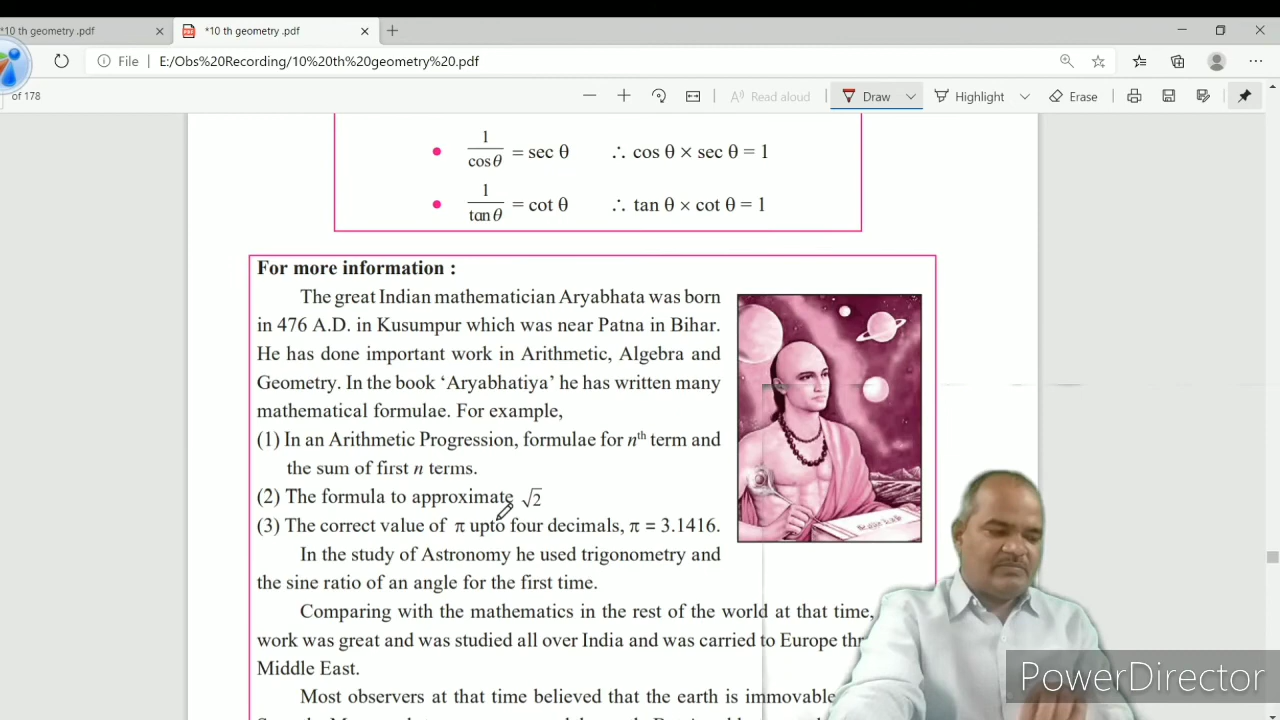 *10 th geometry .pdf
*10 th geometry .pdf
File
E:/Obs%20Recording/10%20th%20geometry%20.pdf
of 178
Read aloud
Draw
Highlight
Erase
1/cosθ = sec θ ∴ cos θ × sec θ = 1
1/tanθ = cot θ ∴ tan θ × cot θ = 1
For more information :
The great Indian mathematician Aryabhata was born
in 476 A.D. in Kusumpur which was near Patna in Bihar.
He has done important work in Arithmetic, Algebra and
Geometry. In the book ‘Aryabhatiya’ he has written many
mathematical formulae. For example,
(1) In an Arithmetic Progression, formulae for nth term and
the sum of first n terms.
(2) The formula to approximate √2
(3) The correct value of π upto four decimals, π = 3.1416.
In the study of Astronomy he used trigonometry and
the sine ratio of an angle for the first time.
Comparing with the mathematics in the rest of the world at that time,
work was great and was studied all over India and was carried to Europe
Middle East.
Most observers at that time believed that the earth is immovable
PowerDirector